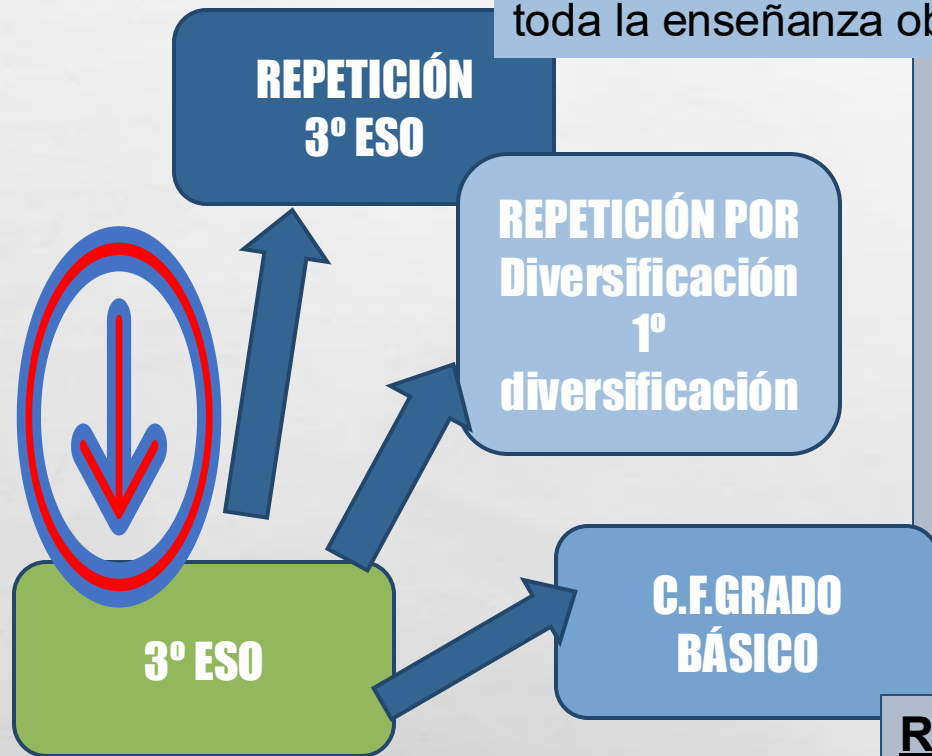 toda la enseñanza ob
REPETICIÓN
3º ESO
REPETICIÓN POR
Diversificación
1º
diversificación
C.F.GRADO
BÁSICO
3º ESO
R